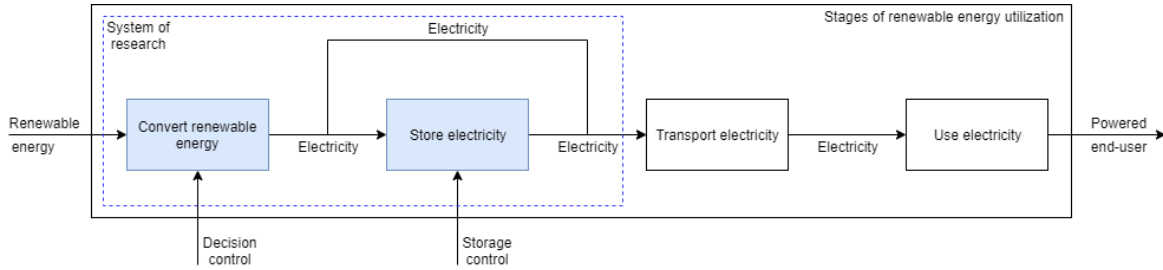 Stages of renewable energy utilization
System of
research
Electricity
Renewable
energy
Convert renewable
energy
Electricity
Store electricity
Electricity
Transport electricity
Electricity
Use electricity
Powered
end-user
Decision
control
Storage
control